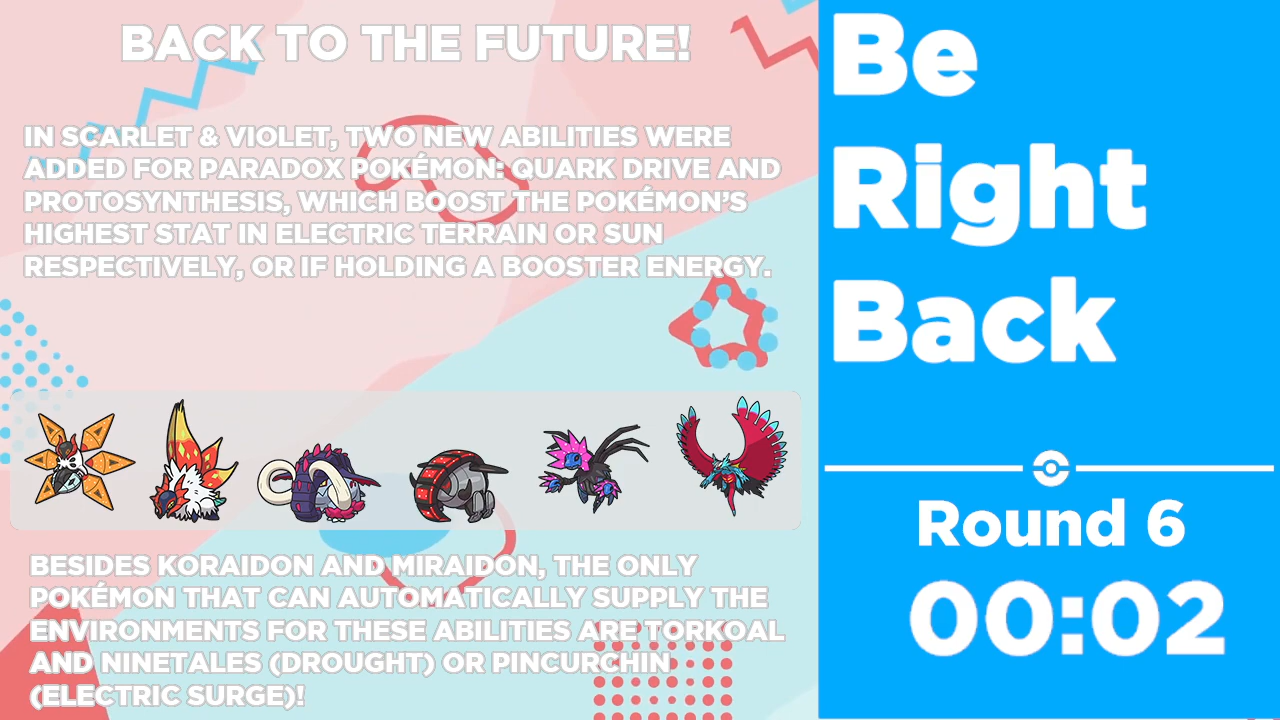 BACK TO THE FUTURE!
IN SCARLET & VIOLET, TWO NEW ABILITIES WERE
ADDED FOR PARADOX POKÉMON: QUARK DRIVE AND
PROTOSYNTHESIS, WHICH BOOST THE POKÉMON'S
HIGHEST STAT IN ELECTRIC TERRAIN OR SUN
RESPECTIVELY, OR IF HOLDING A BOOSTER ENERGY.
BESIDES KORAIDON AND MIRAIDON, THE ONLY
POKÉMON THAT CAN AUTOMATICALLY SUPPLY THE
ENVIRONMENTS FOR THESE ABILITIES ARE TORKOAL
AND NINETALES (DROUGHT) OR PINCURCHIN
(ELECTRIC SURGE)!
Be
Right
Back
Round 6
00:02